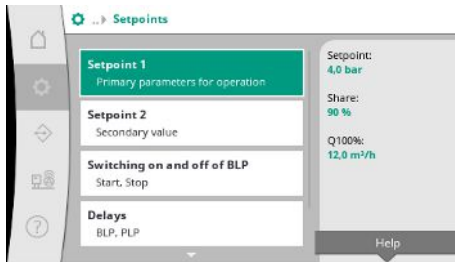 ..› Setpoints
Setpoint 1
Primary parameters for operation
Setpoint 2
Secondary value
Switching on and off of BLP
Start, Stop
Delays
BLP, PLP
Setpoint:
4,0 bar
Share:
90 %
Q100%:
12,0 m³/h
Help
?